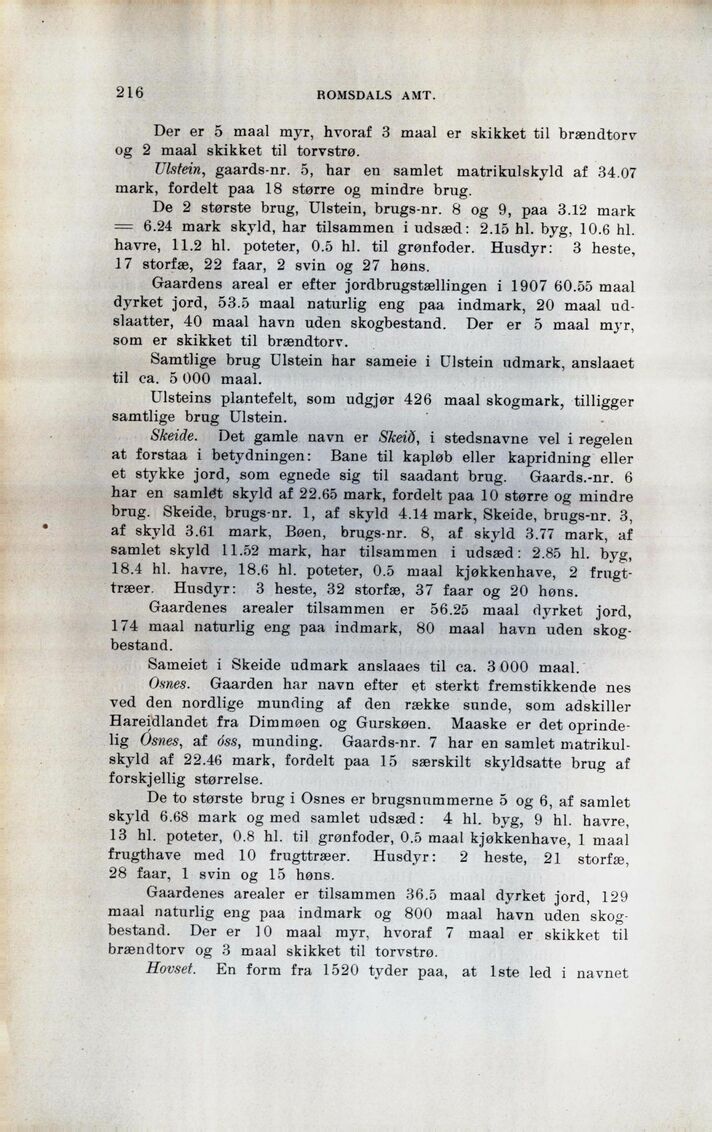 216
ROMSDALS AMT.
Der er 5 maal myr, hvoraf 3 maal er skikket til brændtorv
og 2 maal skikket til torvstrø.
Ulstein, gaards-nr. 5, har en samlet matrikulskyld af 34.07
mark, fordelt paa 18 større og mindre brug.
De 2 største brug, Ulstein, brugs-nr. 8 og 9, paa 3.12 mark
= 6.24 mark skyld, har tilsammen i udsæd: 2.15 hl. byg, 10.6 hl.
havre, 11.2 hl. poteter, 0.5 hl. til grønfoder. Husdyr: 3 heste,
17 storfæ, 22 faar, 2 svin og 27 høns.
Gaardens areal er efter jordbrugstællingen i 1907 60.55 maal
dyrket jord, 53.5 maal naturlig eng paa indmark, 20 maal ud-
slaatter, 40 maal havn uden skogbestand. Der er 5 maal myr,
som er skikket til brændtorv.
Samtlige brug Ulstein har sameie i Ulstein udmark, anslaaet
til ca. 5 000 maal.
Ulsteins plantefelt, som udgjør 426 maal skogmark, tilligger
samtlige brug Ulstein.
Skeide. Det gamle navn er Skeið, i stedsnavne vel i regelen
at forstaa i betydningen: Bane til kapløb eller kapridning eller
et stykke jord, som egnede sig til saadant brug. Gaards.-nr. 6
har en samlet skyld af 22.65 mark, fordelt paa 10 større og mindre
brug. Skeide, brugs-nr. 1, af skyld 4.14 mark, Skeide, brugs-nr. 3,
af skyld 3.61 mark, Bøen, brugs-nr. 8, af skyld 3.77 mark, af
samlet skyld 11.52 mark, har tilsammen i udsæd: 2.85 hl. byg,
18.4 hl. havre, 18.6 hl. poteter, 0.5 maal kjøkkenhave, 2 frugt-
træer. Husdyr: 3 heste, 32 storfæ, 37 faar og 20 høns.
Gaardenes arealer tilsammen er 56.25 maal dyrket jord,
174 maal naturlig eng paa indmark, 80 maal havn uden skog-
bestand.
Sameiet i Skeide udmark anslaaes til ca. 3 000 maal.
Osnes. Gaarden har navn efter et sterkt fremstikkende nes
ved den nordlige munding af den række sunde, som adskiller
Hareidlandet fra Dimmøen og Gurskøen. Maaske er det oprinde-
lig Ósnes, af óss, munding. Gaards-nr. 7 har en samlet matrikul-
skyld af 22.46 mark, fordelt paa 15 særskilt skyldsatte brug af
forskjellig størrelse.
De to største brug i Osnes er brugsnummerne 5 og 6, af samlet
skyld 6.68 mark og med samlet udsæd: 4 hl. byg, 9 hl. havre,
13 hl. poteter, 0.8 hl. til grønfoder, 0.5 maal kjøkkenhave, 1 maal
frugthave med 10 frugttræer. Husdyr: 2 heste, 21 storfæ,
28 faar, 1 svin og 15 høns.
Gaardenes arealer er tilsammen 36.5 maal dyrket jord, 129
maal naturlig eng paa indmark og 800 maal havn uden skog-
bestand. Der er 10 maal myr, hvoraf 7 maal er skikket til
brændtorv og 3 maal skikket til torvstrø.
Hovset. En form fra 1520 tyder paa, at 1ste led i navnet